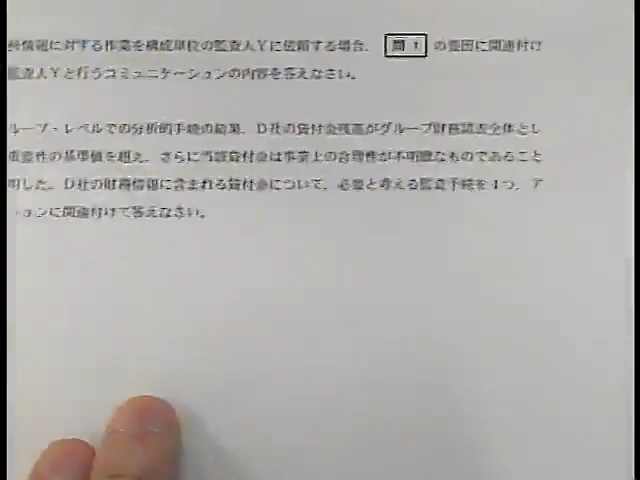 務情報に対する作業を構成単位の監査人Yに依頼する場合、 問 1 の要因に関連付け
監査人Yと行うコミュニケーションの内容を答えなさい。
ループ・レベルでの分析的手続の結果、D社の貸付金残高がグループ財務諸表全体とし
重要性の基準値を超え、さらに当該貸付金は事業上の合理性が不明瞭なものであること
明した。D社の財務情報に含まれる貸付金について、必要と考える監査手続を4つ、ア
ションに関連付けて答えなさい。